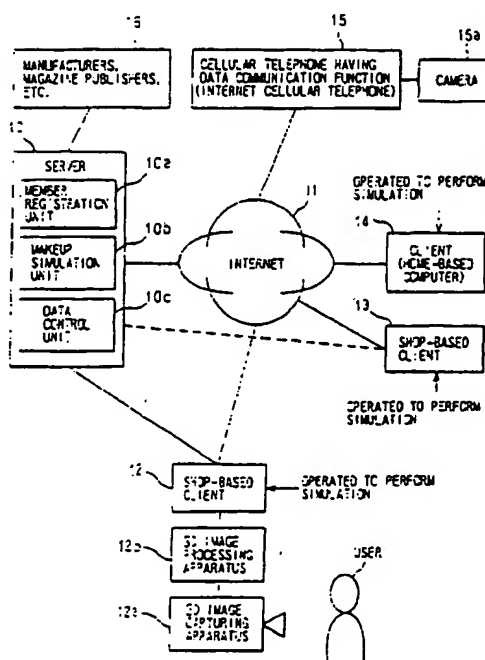 16
MANUFACTURERS,
MAGAZINE PUBLISHERS,
ETC.
15
CELLULAR TELEPHONE HAVING
DATA COMMUNICATION FUNCTION
(INTERNET CELLULAR TELEPHONE)
15a
CAMERA
10
SERVER
10a
MEMBER
REGISTRATION
UNIT
10b
MAKEUP
SIMULATION
UNIT
10c
DATA
CONTROL
UNIT
11
INTERNET
OPERATED TO PERFORM
SIMULATION
14
CLIENT
(HOME-BASED
COMPUTER)
13
SHOP-BASED
CLIENT
OPERATED TO PERFORM
SIMULATION
12
SHOP-BASED
CLIENT
OPERATED TO PERFORM
SIMULATION
12b
IMAGE
PROCESSING
APPARATUS
12a
IMAGE
CAPTURING
APPARATUS
USER